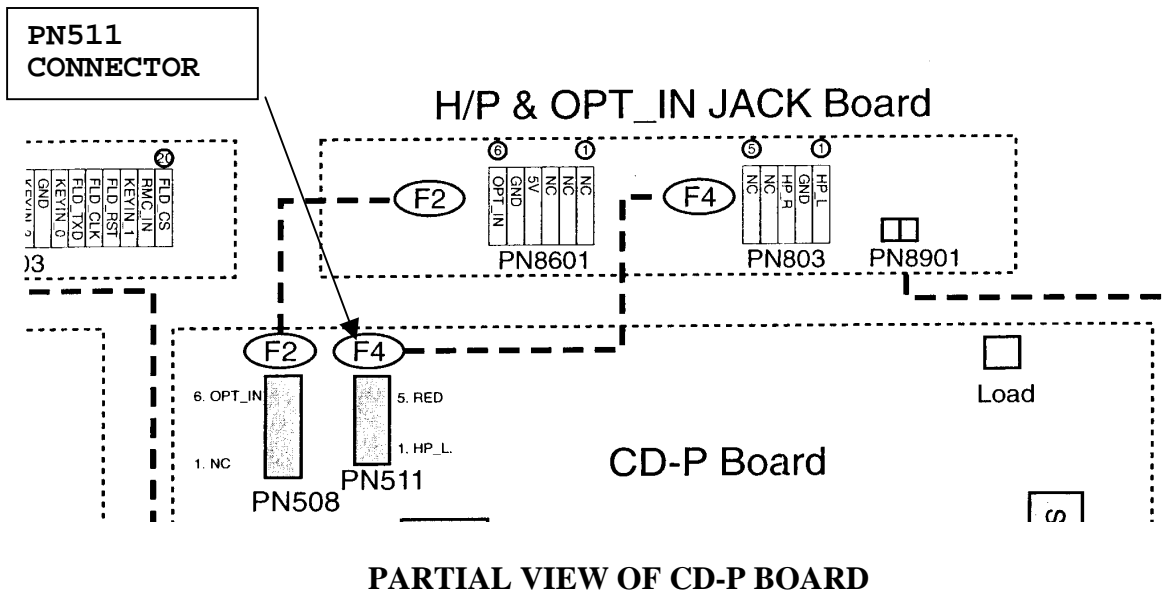 PN511
CONNECTOR
H/P & OPT_IN JACK Board
20
FLD_CS
RMC_IN
KEYIN_1
FLD_RST
FLD_CLK
FLD_TXD
KEYIN_0
GND
03
F2
6
1
OPT_IN
GND
5V
NC
NC
NC
PN8601
F4
5
1
NC
NC
HP_R
GND
HP_L
PN803
PN8901
F2
F4
6. OPT_IN
1. NC
PN508
5. RED
1. HP_L.
PN511
Load
CD-P Board
S
PARTIAL VIEW OF CD-P BOARD